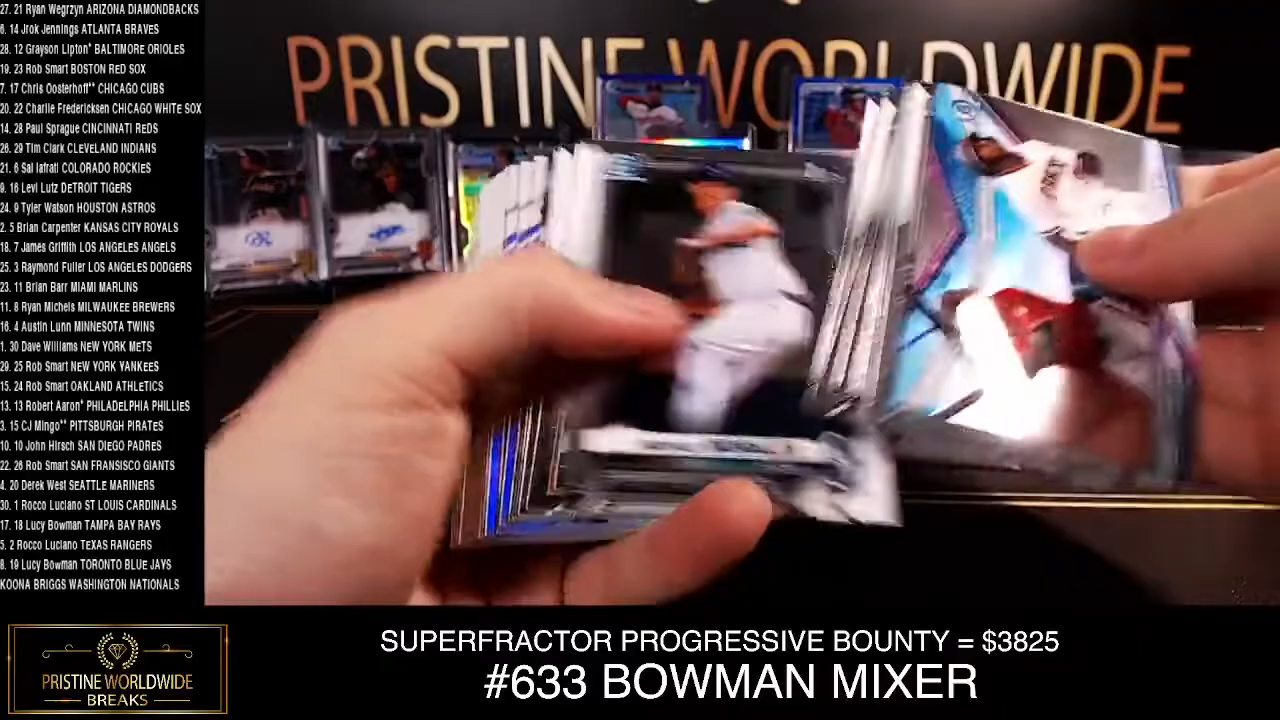 27. 21 Ryan Wegrzyn ARIZONA DIAMONDBACKS
6. 14 Jrok Jennings ATLANTA BRAVES
28. 12 Grayson Lipton* BALTIMORE ORIOLES
19. 23 Rob Smart BOSTON RED SOX
7. 17 Chris Oosterhoff** CHICAGO CUBS
20. 22 Charlie Fredericksen CHICAGO WHITE SOX
14. 28 Paul Sprague CINCINNATI REDS
26. 29 Tim Clark CLEVELAND INDIANS
21. 6 Sal Iafrati COLORADO ROCKIES
9. 16 Levi Lutz DETROIT TIGERS
24. 9 Tyler Watson HOUSTON ASTROS
2. 5 Brian Carpenter KANSAS CITY ROYALS
18. 7 James Griffith LOS ANGELES ANGELS
25. 3 Raymond Fuller LOS ANGELES DODGERS
23. 11 Brian Barr MIAMI MARLINS
11. 8 Ryan Michels MILWAUKEE BREWERS
16. 4 Austin Lunn MINNESOTA TWINS
1. 30 Dave Williams NEW YORK METS
29. 25 Rob Smart NEW YORK YANKEES
15. 24 Rob Smart OAKLAND ATHLETICS
13. 13 Robert Aaron* PHILADELPHIA PHILLIES
3. 15 CJ Mingo** PITTSBURGH PIRATES
10. 10 John Hirsch SAN DIEGO PADRES
22. 26 Rob Smart SAN FRANSISCO GIANTS
4. 20 Derek West SEATTLE MARINERS
30. 1 Rocco Luciano ST LOUIS CARDINALS
17. 18 Lucy Bowman TAMPA BAY RAYS
5. 2 Rocco Luciano TEXAS RANGERS
8. 19 Lucy Bowman TORONTO BLUE JAYS
KOONA BRIGGS WASHINGTON NATIONALS
PRISTINE WORLDWIDE
PRISTINE WORLDWIDE
BREAKS
SUPERFRACTOR PROGRESSIVE BOUNTY = $3825
#633 BOWMAN MIXER